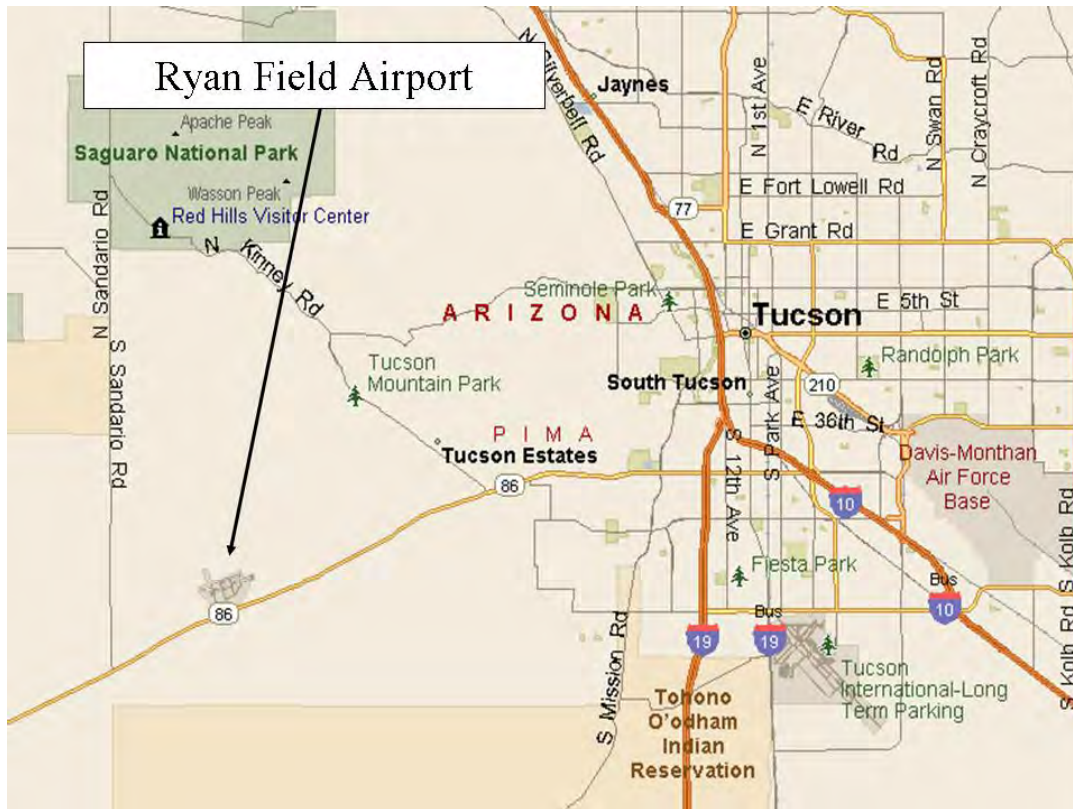 Ryan Field Airport
Apache Peak
Saguaro National Park
Wasson Peak
Red Hills Visitor Center
N Kinney Rd
N Sandario Rd
S Sandario Rd
Tucson
Mountain Park
Tucson Estates
PIMA
ARIZONA
86
86
N Silverbell Rd
Jaynes
77
N 1st Ave
E River Rd
N Swan Rd
N Craycroft Rd
E Fort Lowell Rd
E Grant Rd
Seminole Park
E 5th St
Tucson
Randolph Park
South Tucson
210
E 36th St
S Park Ave
S 12th Ave
Davis-Monthan
Air Force
Base
10
Fiesta Park
S Kolb Rd
S Kolb Rd
Bus
10
Bus
19
19
S Mission Rd
Tucson
International-Long
Term Parking
Tohono
O'odham
Indian
Reservation